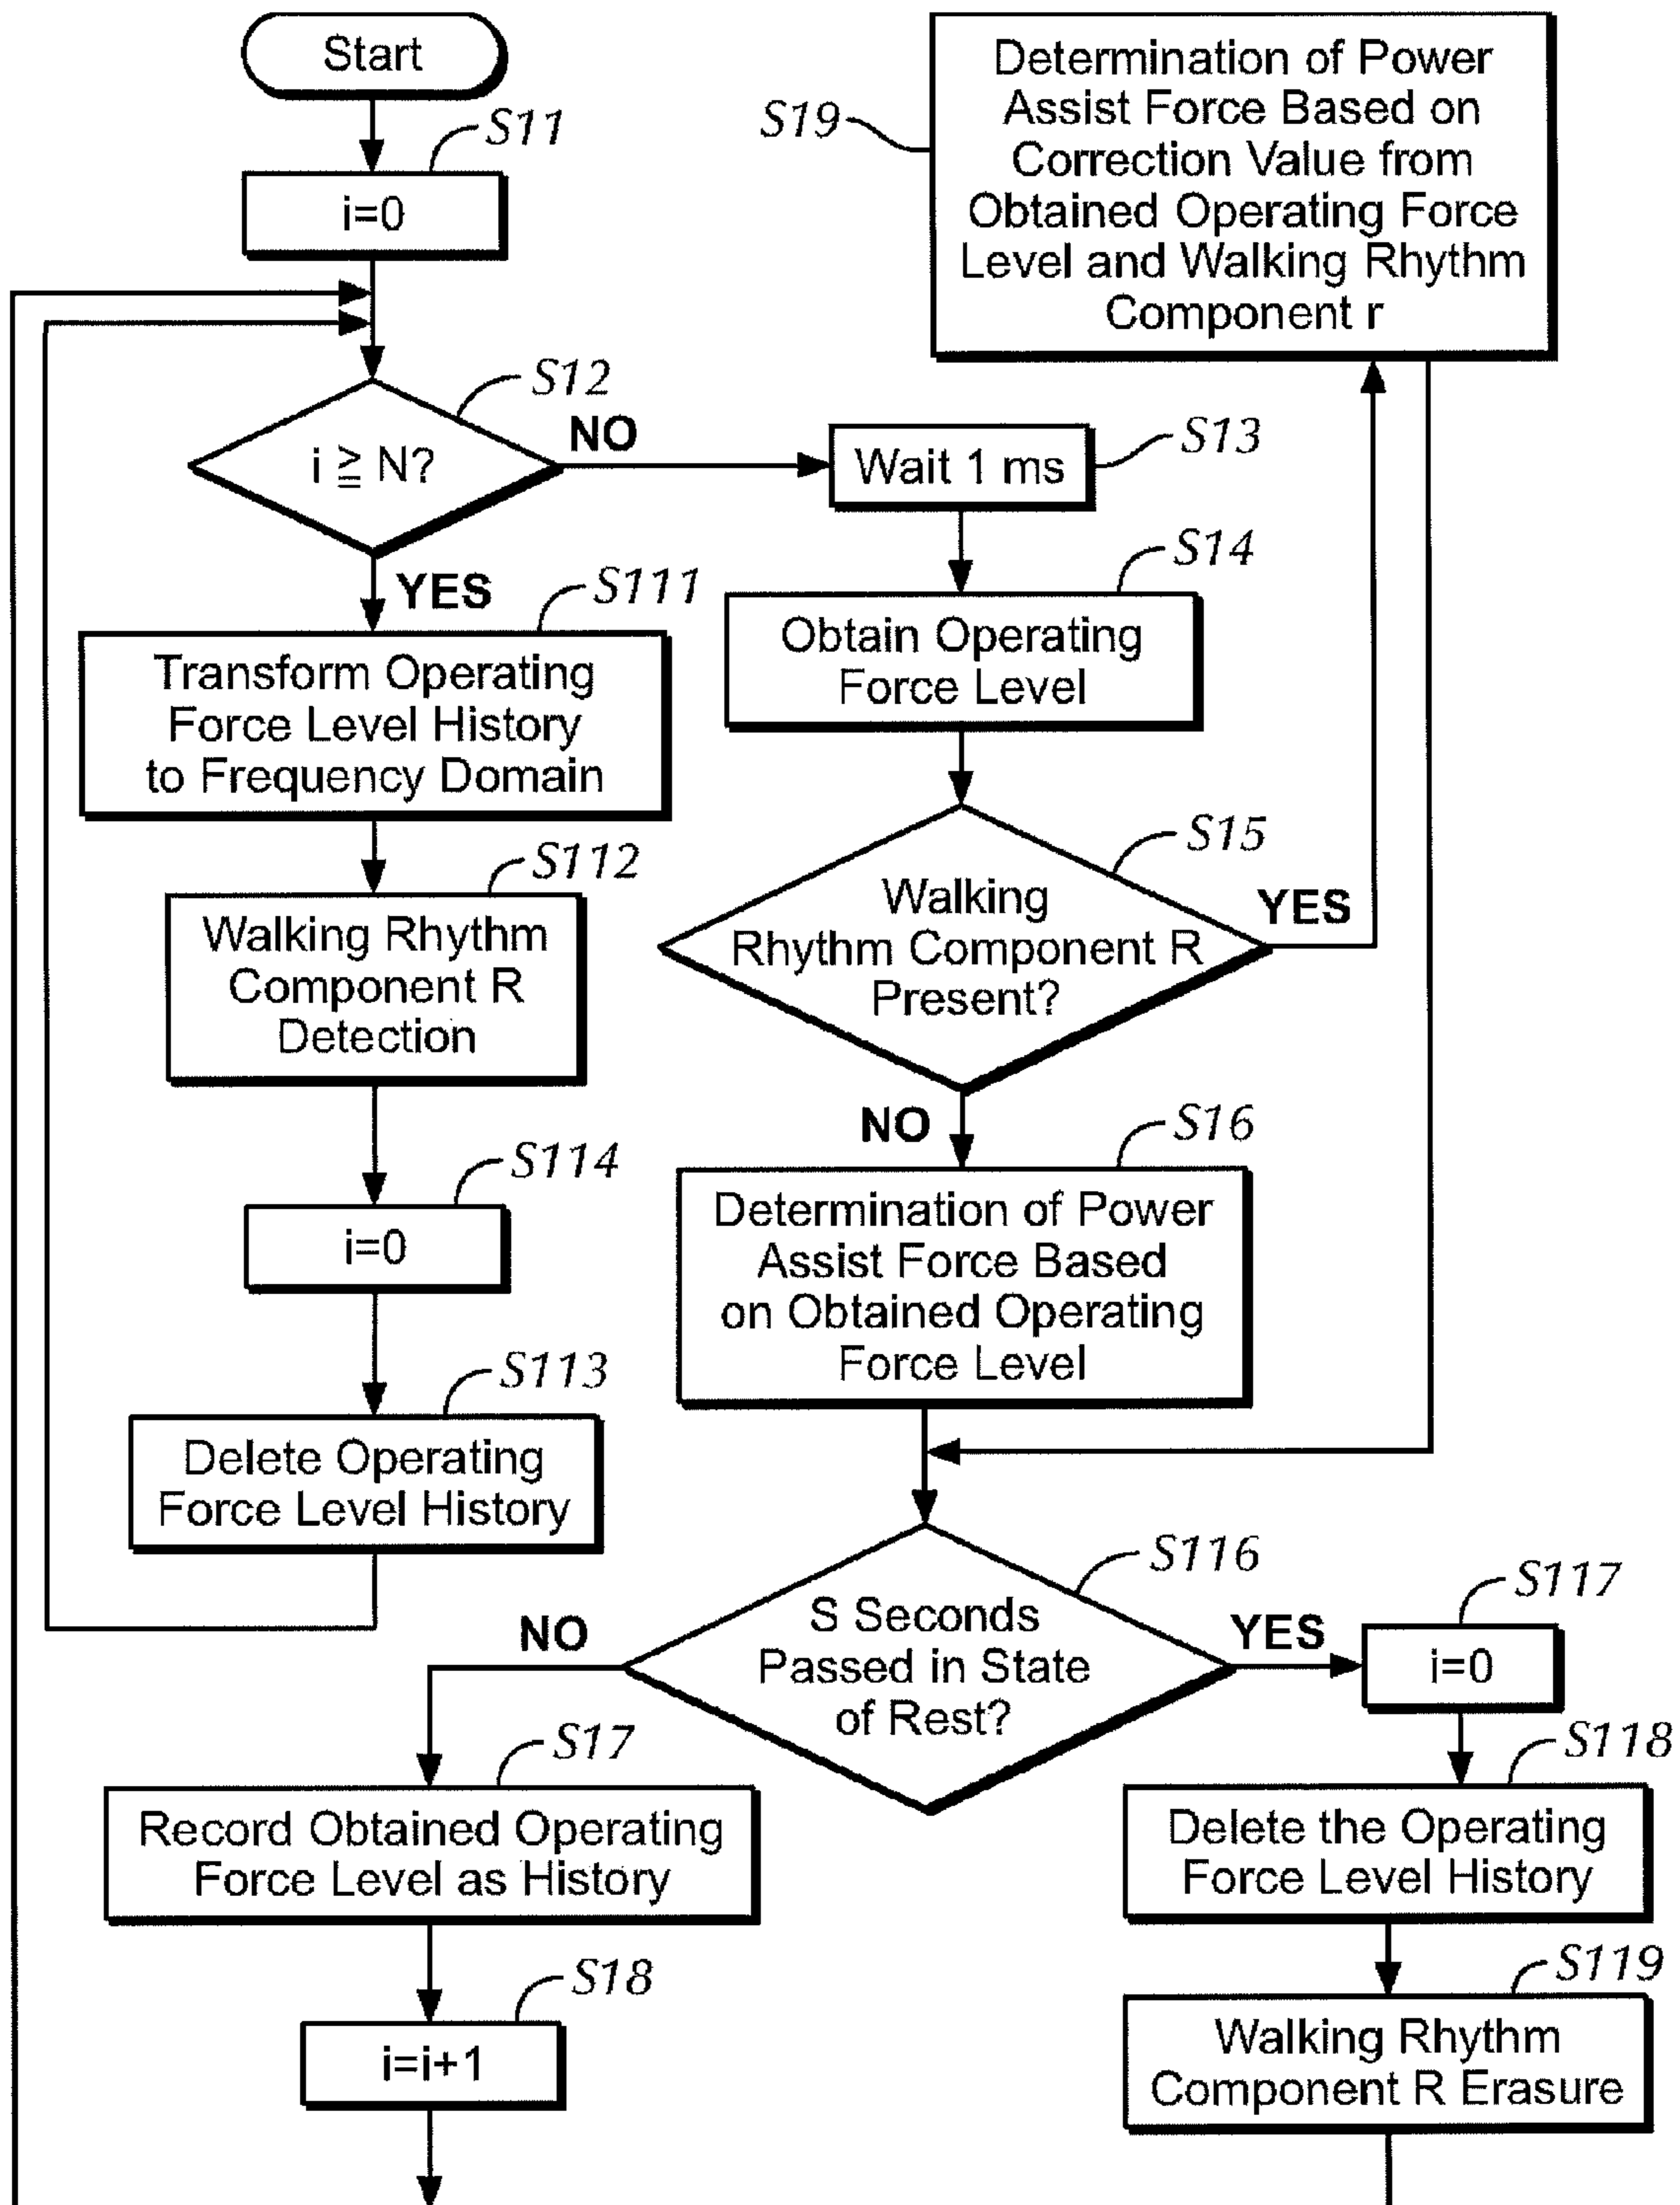 Start
S11
i=0
S12
i ≧ N?
NO
YES
S111
Transform Operating
Force Level History
to Frequency Domain
S112
Walking Rhythm
Component R
Detection
S114
i=0
S113
Delete Operating
Force Level History
S13
Wait 1 ms
S14
Obtain Operating
Force Level
S15
Walking
Rhythm Component R
Present?
YES
NO
S19
Determination of Power
Assist Force Based on
Correction Value from
Obtained Operating Force
Level and Walking Rhythm
Component r
S16
Determination of Power
Assist Force Based
on Obtained Operating
Force Level
S116
S Seconds
Passed in State
of Rest?
NO
YES
S17
Record Obtained Operating
Force Level as History
S18
i=i+1
S117
i=0
S118
Delete the Operating
Force Level History
S119
Walking Rhythm
Component R Erasure